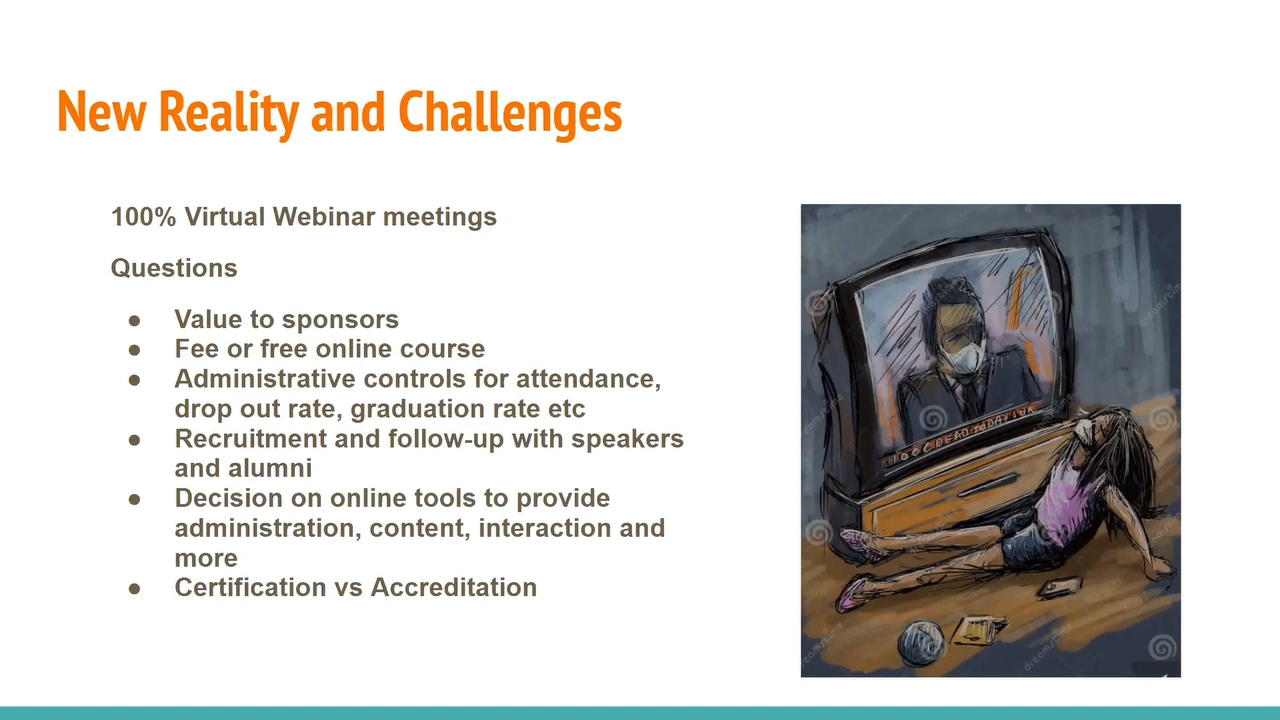 New Reality and Challenges
100% Virtual Webinar meetings
Questions
● Value to sponsors
● Fee or free online course
● Administrative controls for attendance,
drop out rate, graduation rate etc
● Recruitment and follow-up with speakers
and alumni
● Decision on online tools to provide
administration, content, interaction and
more
● Certification vs Accreditation
dreamstime
dreamstime